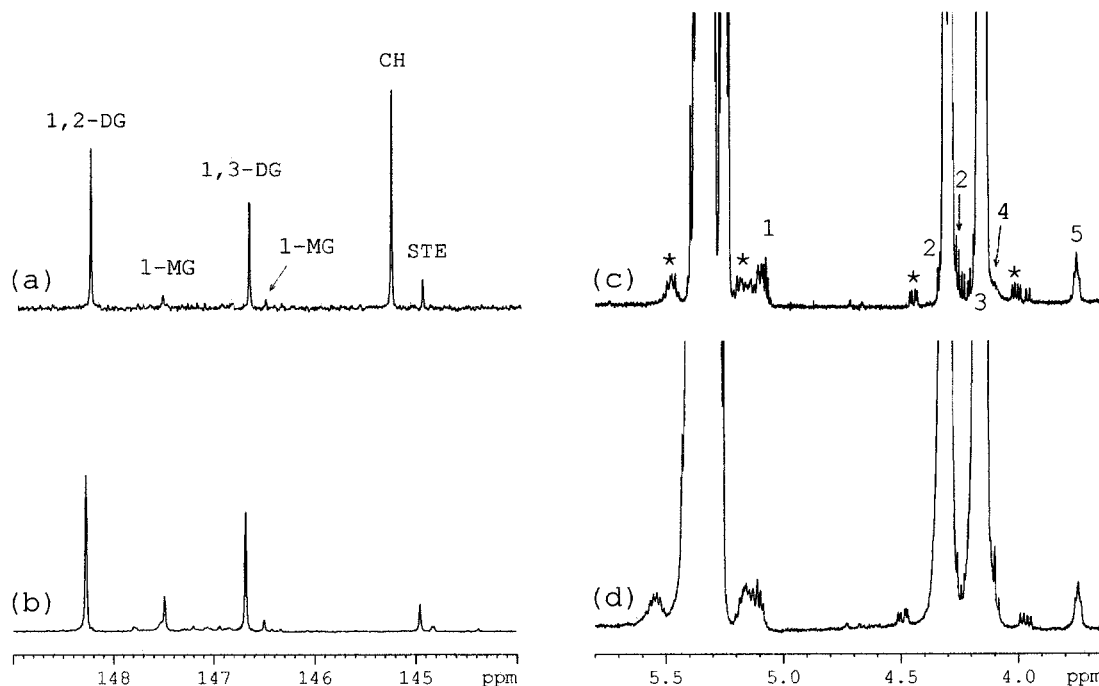 CH
1,2-DG
1,3-DG
1-MG
STE
1-MG
(a)
(b)
148 147 146 145 ppm
2
4
1
2
5
* * * *
3
(c)
(d)
5.5 5.0 4.5 4.0 ppm